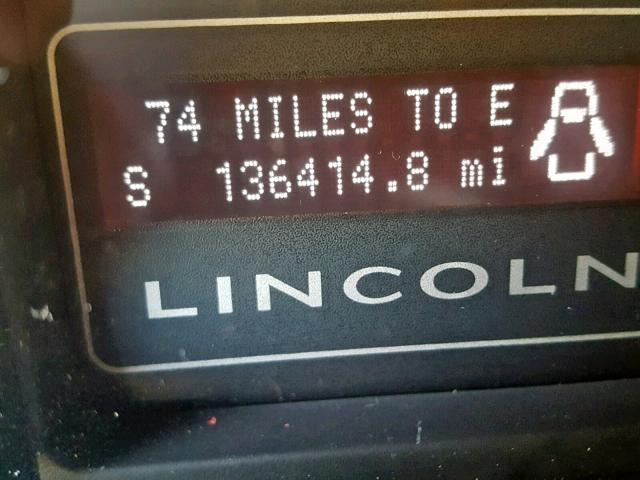 74 MILES TO E
S 136414.8 mi
LINCOLN